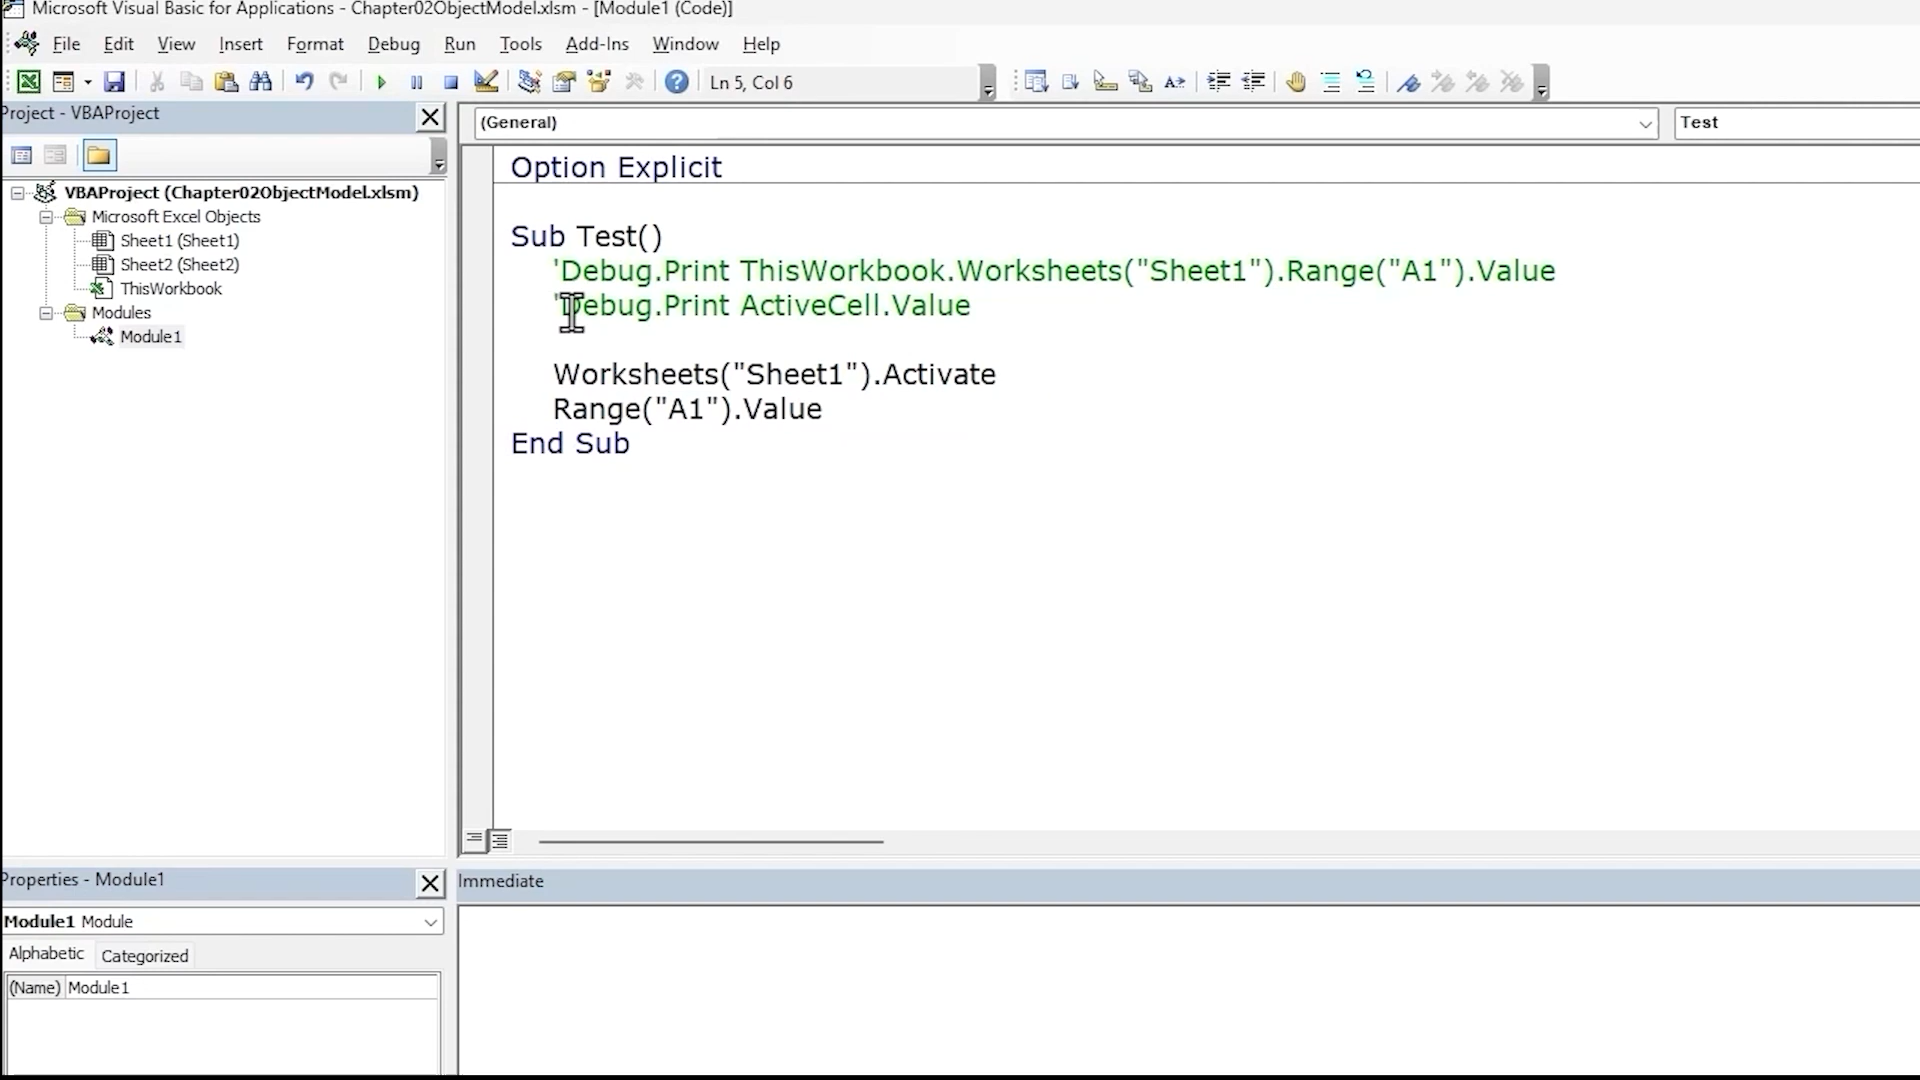 Microsoft Visual Basic for Applications - Chapter02ObjectModel.xlsm - [Module1 (Code)]
File Edit View Insert Format Debug Run Tools Add-Ins Window Help
Ln 5, Col 6
Project - VBAProject
(General)
Test
VBAProject (Chapter02ObjectModel.xlsm)
Microsoft Excel Objects
Sheet1 (Sheet1)
Sheet2 (Sheet2)
ThisWorkbook
Modules
Module1
Option Explicit
Sub Test()
'Debug.Print ThisWorkbook.Worksheets("Sheet1").Range("A1").Value
'Debug.Print ActiveCell.Value
Worksheets("Sheet1").Activate
Range("A1").Value
End Sub
Properties - Module1
Module1 Module
Alphabetic Categorized
(Name) Module1
Immediate